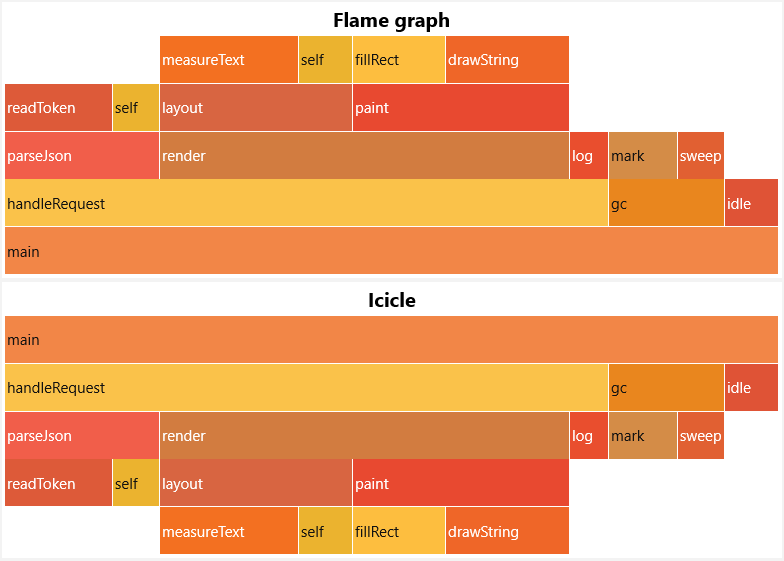 Flame graph
measureText self fillRect drawString
readToken self layout paint
parseJson render log mark sweep
handleRequest gc idle
main
Icicle
main
handleRequest gc idle
parseJson render log mark sweep
readToken self layout paint
measureText self fillRect drawString